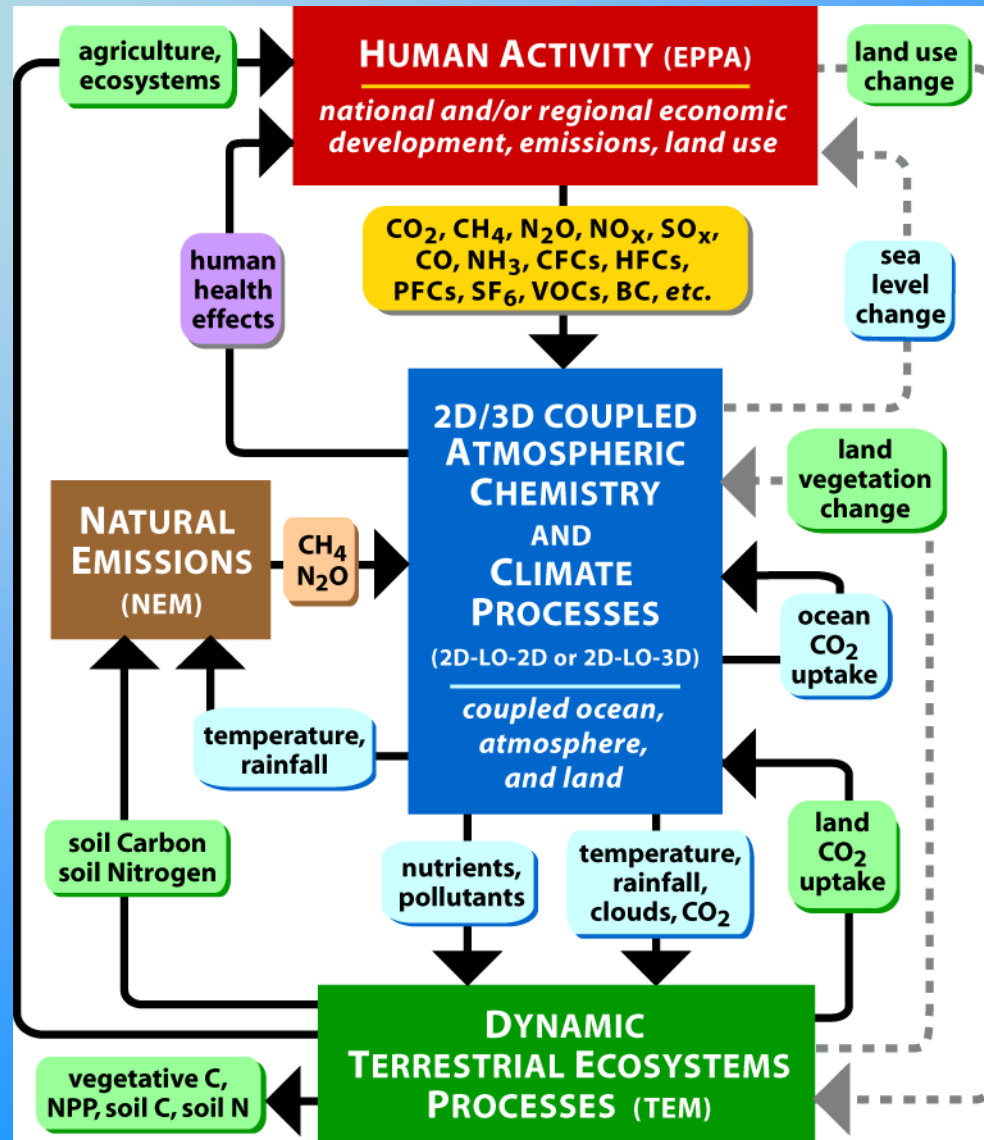 agriculture,
ecosystems
HUMAN ACTIVITY (EPPA)
national and/or regional economic
development, emissions, land use
land use
change
CO₂, CH₄, N₂O, NOₓ, SOₓ,
CO, NH₃, CFCs, HFCs,
PFCs, SF₆, VOCs, BC, etc.
human
health
effects
sea
level
change
2D/3D COUPLED
ATMOSPHERIC
CHEMISTRY
AND
CLIMATE
PROCESSES
(2D-LO-2D or 2D-LO-3D)
coupled ocean,
atmosphere,
and land
land
vegetation
change
NATURAL
EMISSIONS
(NEM)
CH₄
N₂O
ocean
CO₂
uptake
temperature,
rainfall
soil Carbon
soil Nitrogen
nutrients,
pollutants
temperature,
rainfall,
clouds, CO₂
land
CO₂
uptake
DYNAMIC
TERRESTRIAL ECOSYSTEMS
PROCESSES (TEM)
vegetative C,
NPP, soil C, soil N